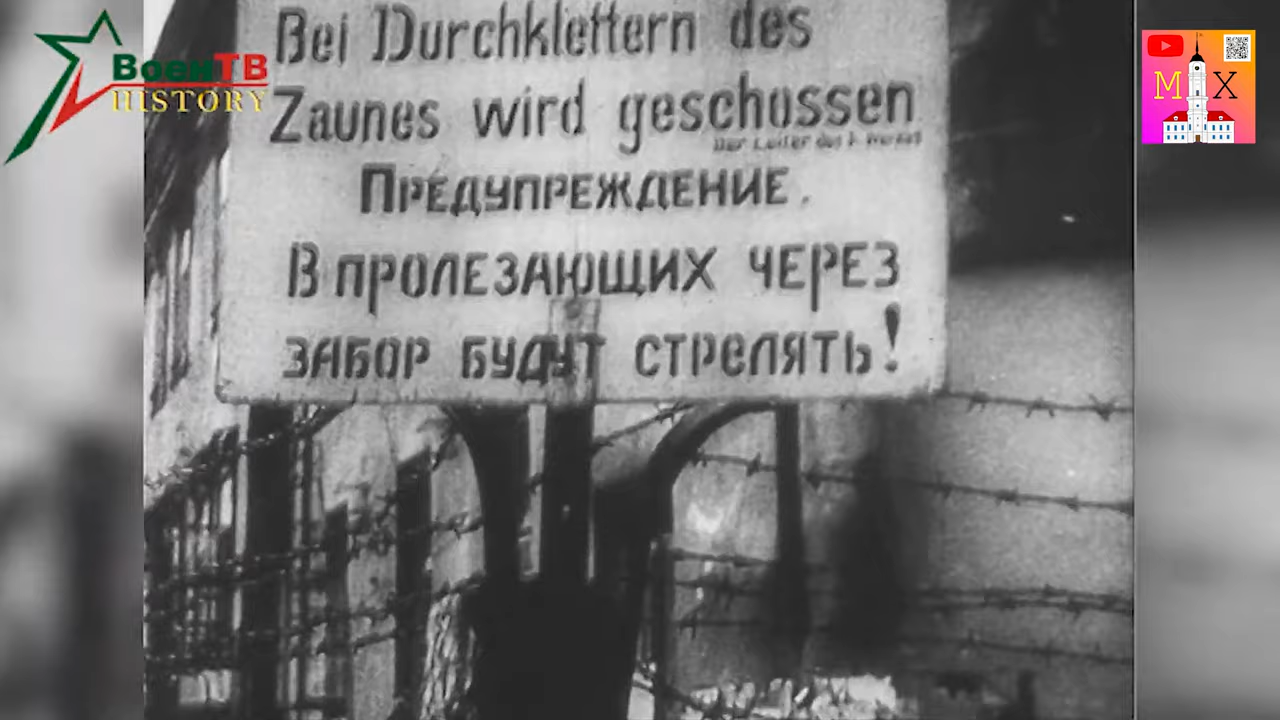 ВоенТВ
HISTORY
M X
Bei Durchklettern des
Zaunes wird geschossen
Предупреждение.
В пролезающих через
забор будут стрелять!